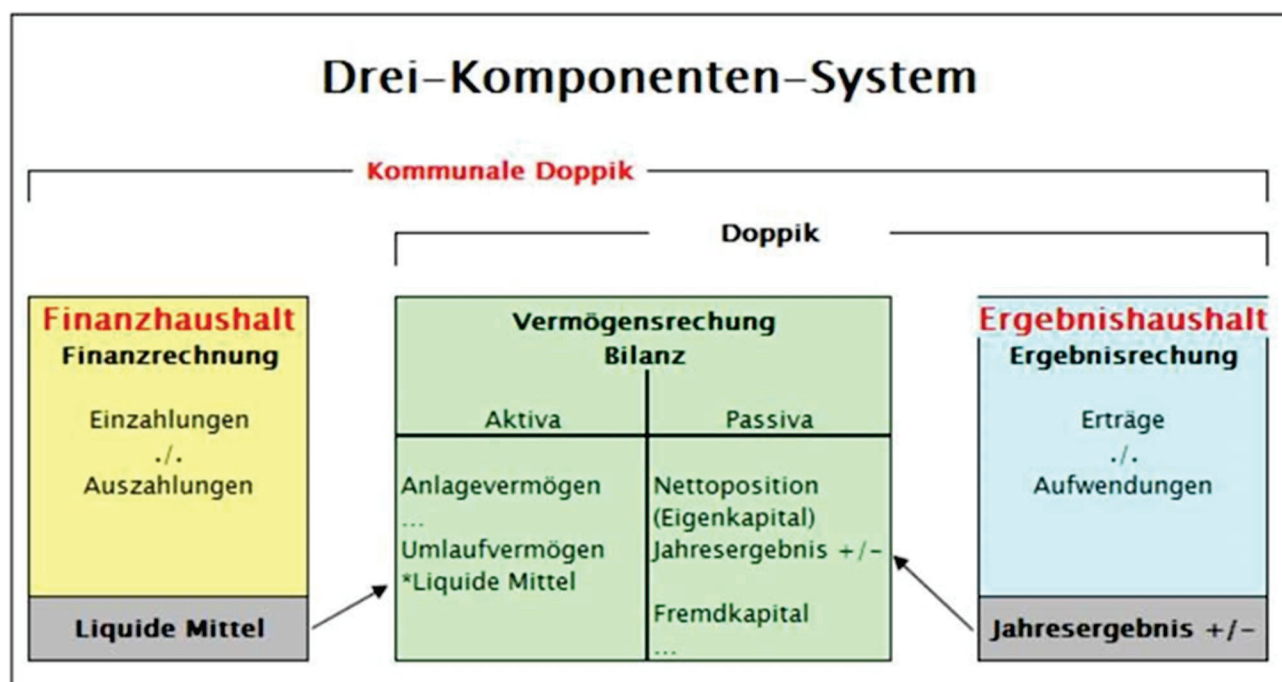 Drei-Komponenten-System
Kommunale Doppik
Doppik
Finanzhaushalt
Finanzrechnung
Einzahlungen
./.
Auszahlungen
Liquide Mittel
Vermögensrechung
Bilanz
Aktiva
Anlagevermögen
...
Umlaufvermögen
*Liquide Mittel
Passiva
Nettoposition
(Eigenkapital)
Jahresergebnis +/-
Fremdkapital
...
Ergebnishaushalt
Ergebnisrechung
Erträge
./.
Aufwendungen
Jahresergebnis +/-